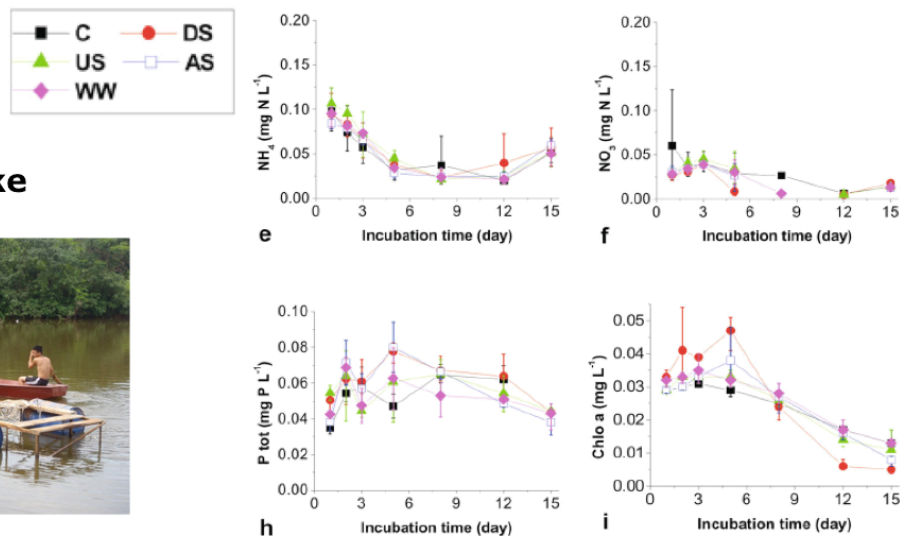 C DS
US AS
WW
ke
0.20
0.15
0.10
0.05
0.00
NH4 (mg N L-1)
0 3 6 9 12 15
Incubation time (day)
e
0.20
0.15
0.10
0.05
0.00
NO3 (mg N L-1)
0 3 6 9 12 15
Incubation time (day)
f
0.10
0.08
0.06
0.04
0.02
0.00
P tot (mg P L-1)
0 3 6 9 12 15
Incubation time (day)
h
0.05
0.04
0.03
0.02
0.01
0.00
Chlo a (mg L-1)
0 3 6 9 12 15
Incubation time (day)
i